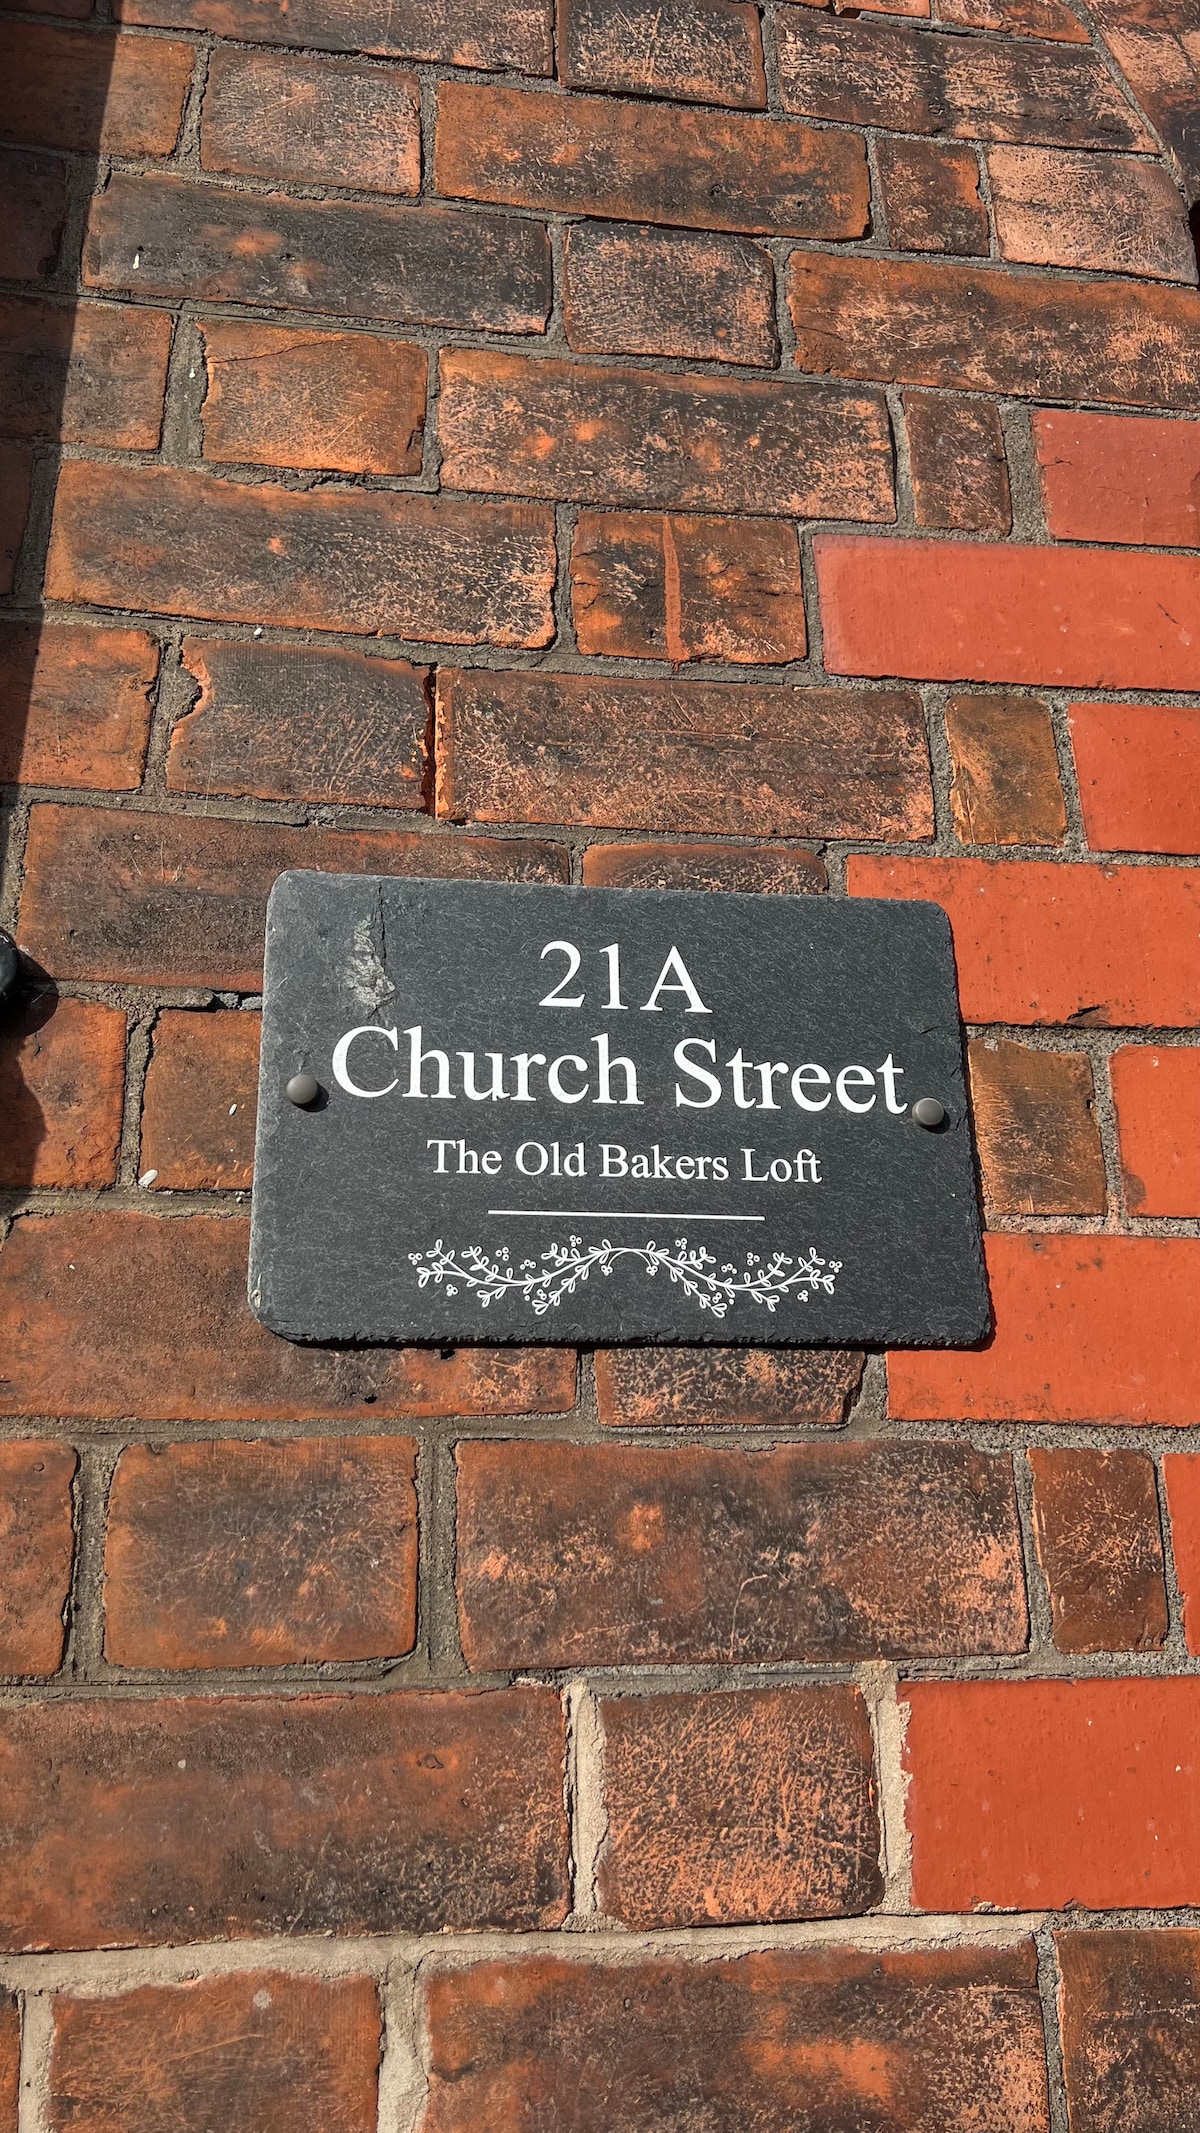 21A
Church Street
The Old Bakers Loft